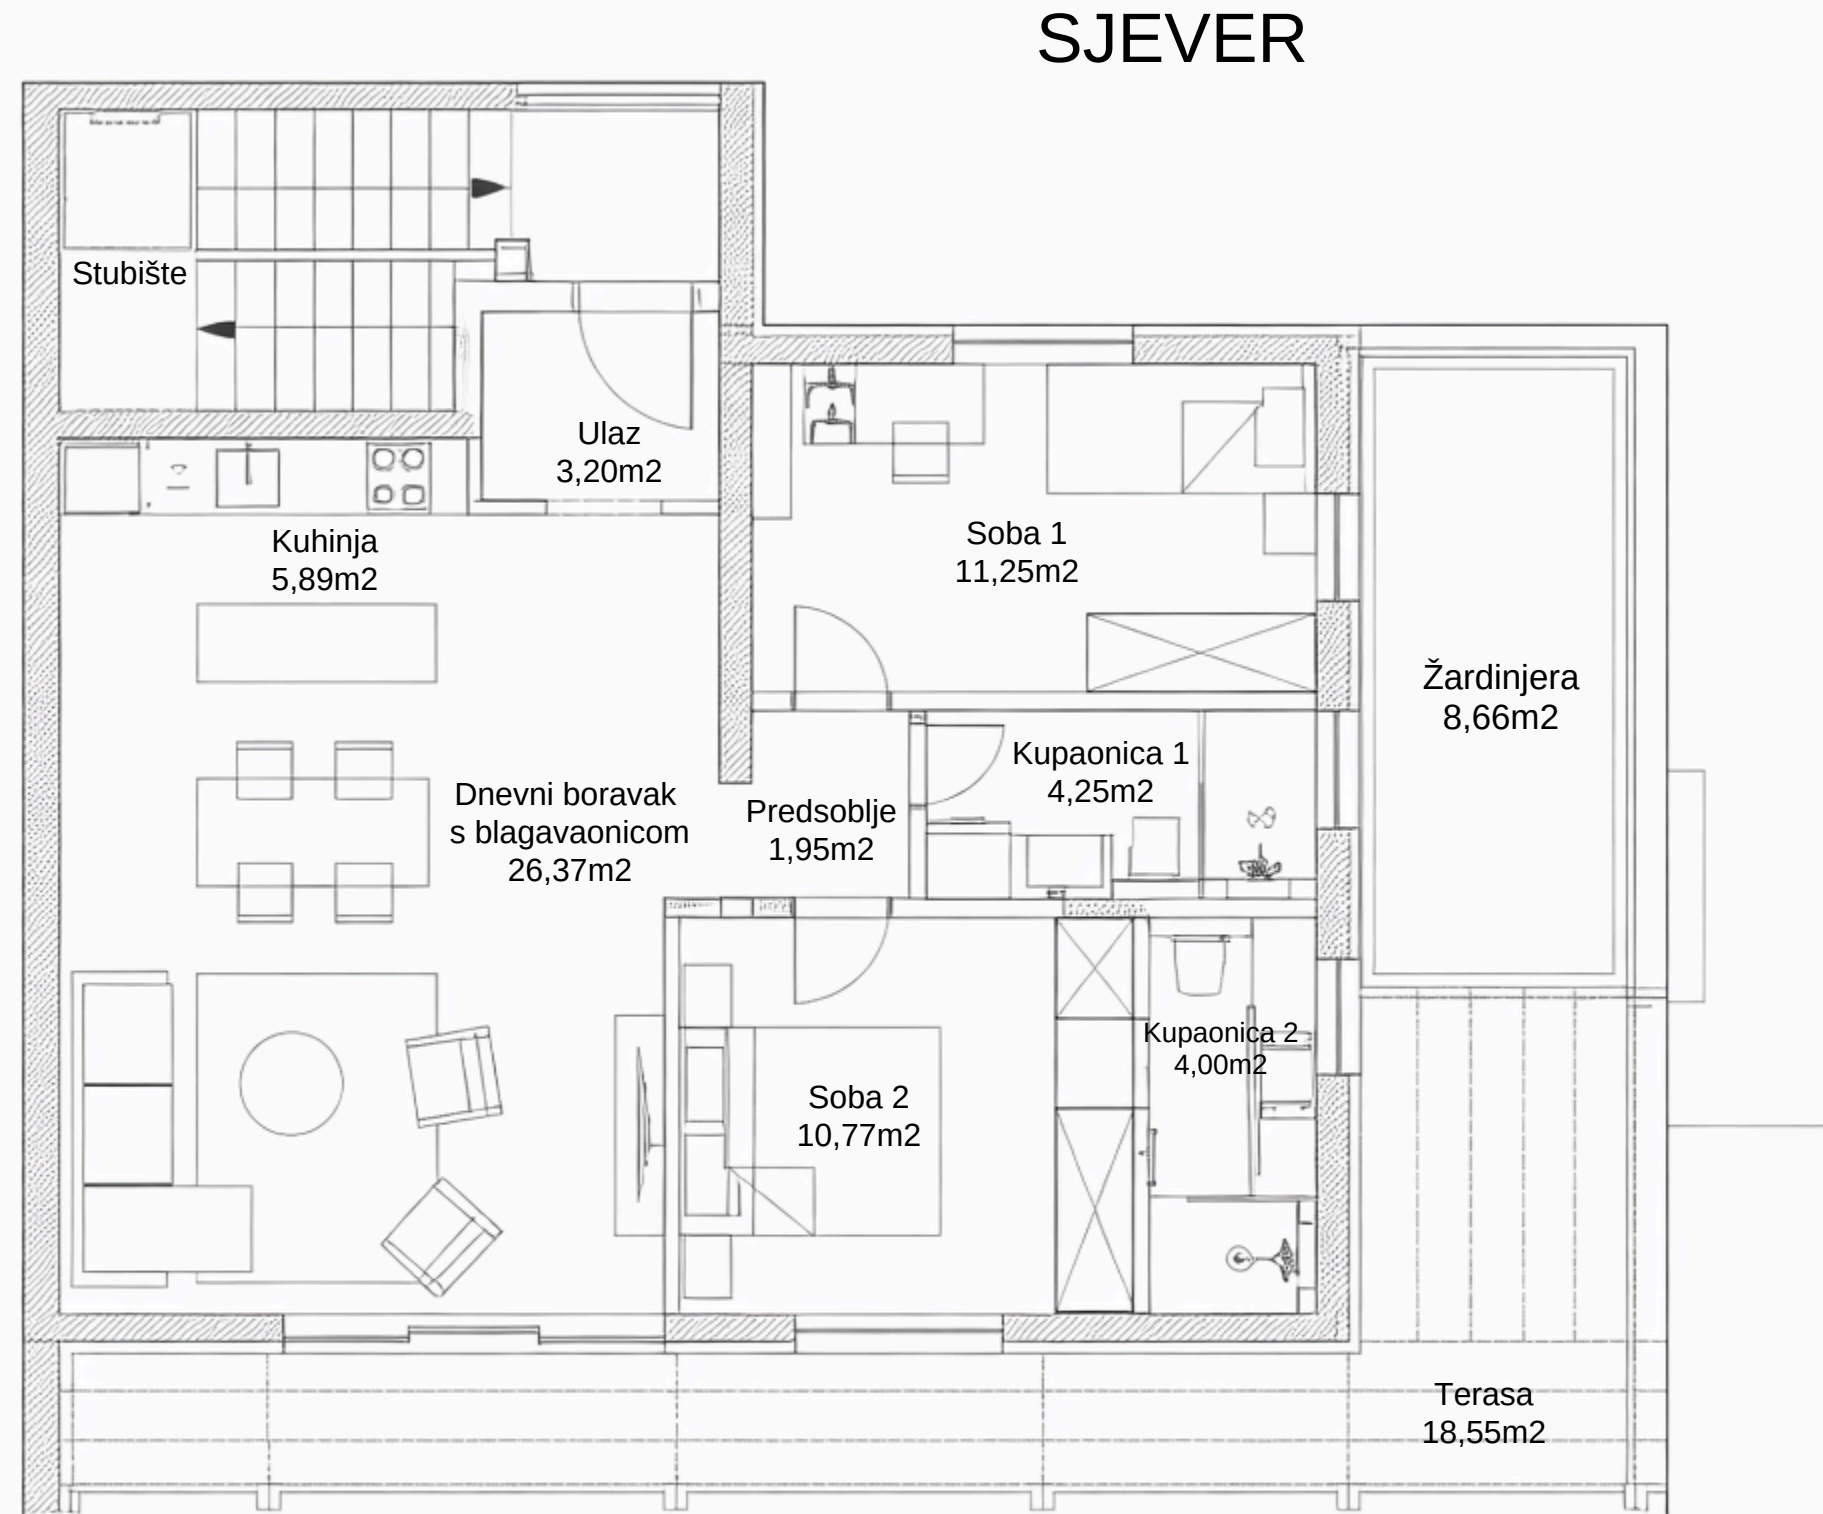 SJEVER
Stubište
Ulaz
3,20m2
Kuhinja
5,89m2
Soba 1
11,25m2
Žardinjera
8,66m2
Kupaonica 1
4,25m2
Dnevni boravak
s blagavaonicom
26,37m2
Predsoblje
1,95m2
Kupaonica 2
4,00m2
Soba 2
10,77m2
Terasa
18,55m2